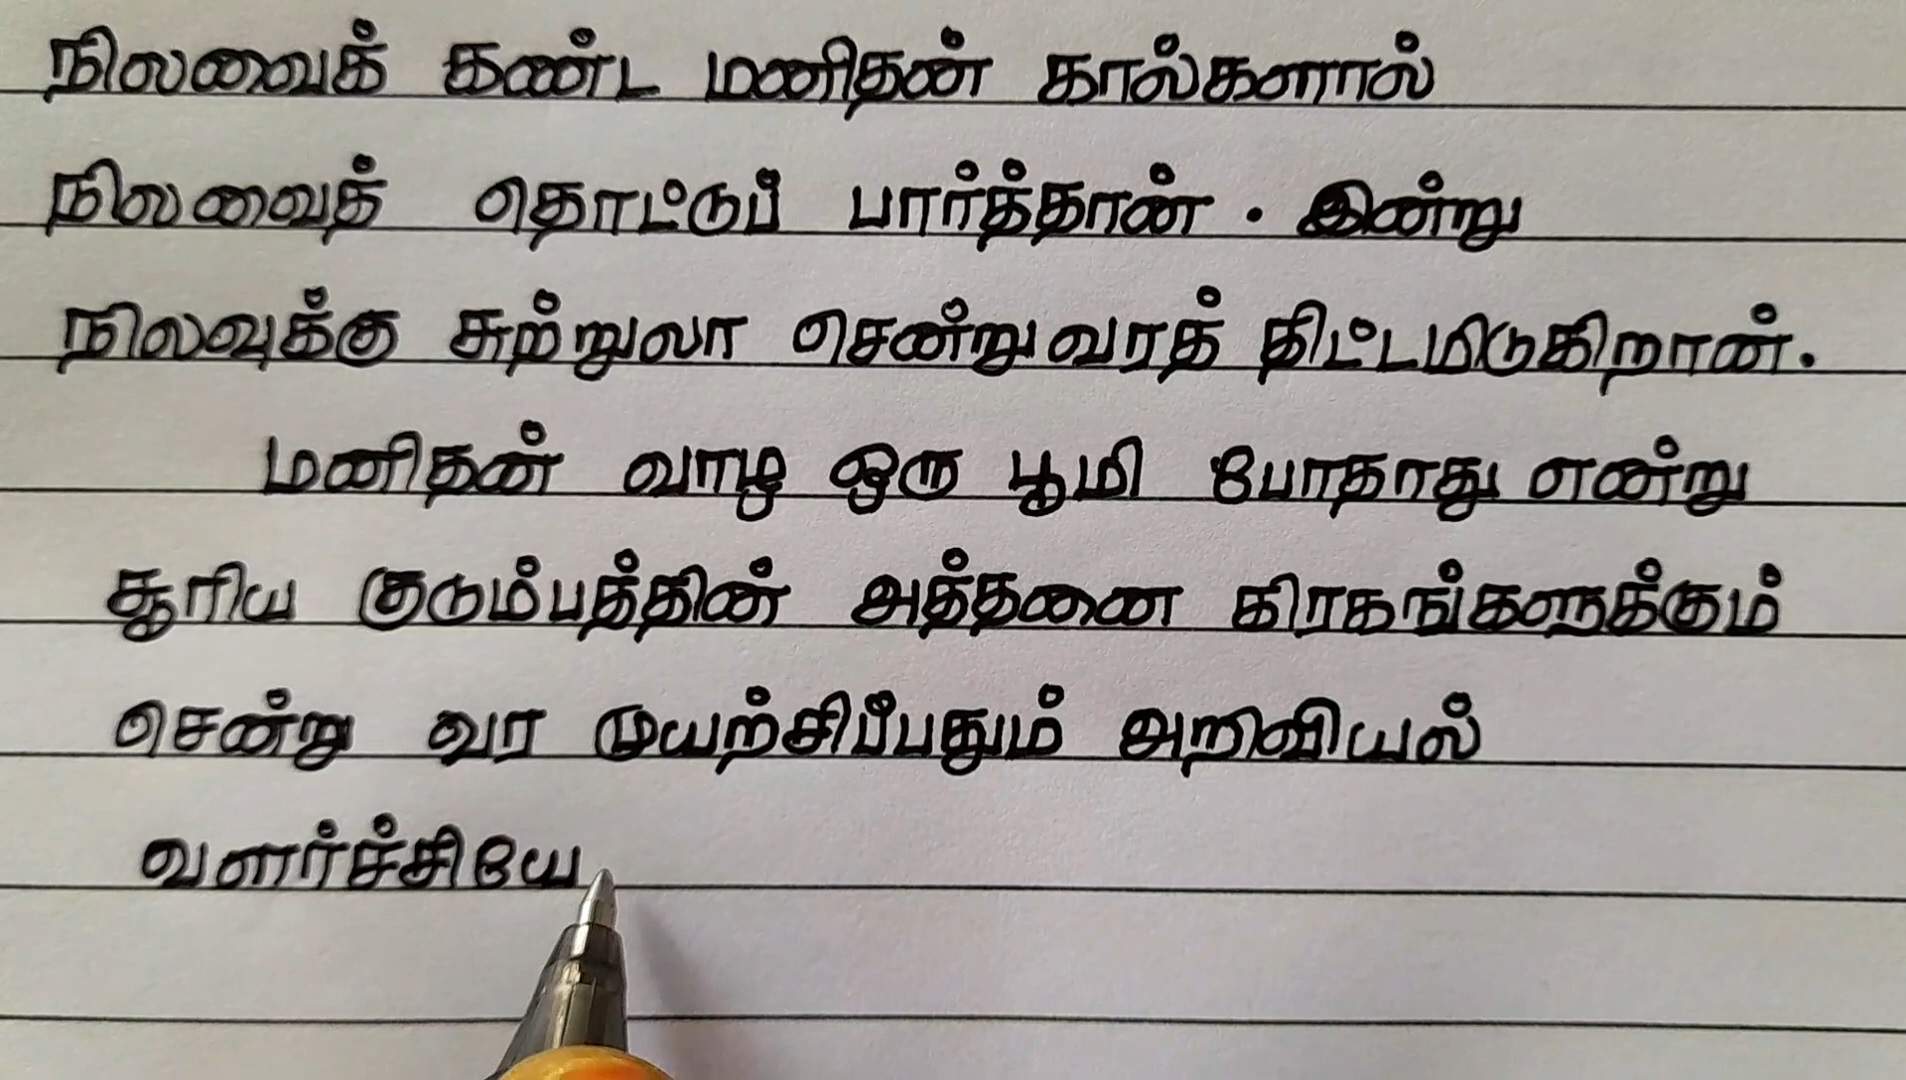 நிலவைக் கண்ட மனிதன் கால்களால்
நிலவைத் தொட்டுப் பார்த்தான். இன்று
நிலவுக்கு சுற்றுலா சென்றுவரத் திட்டமிடுகிறான்.
மனிதன் வாழ ஒரு பூமி போதாது என்று
சூரிய குடும்பத்தின் அத்தனை கிரகங்களுக்கும்
சென்று வர முயற்சிப்பதும் அறிவியல்
வளர்ச்சியே